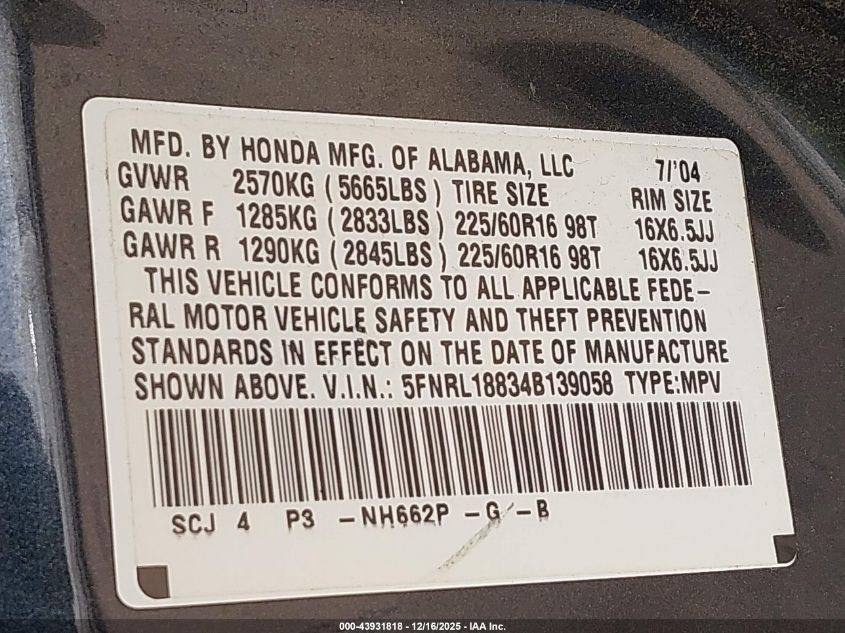 MFD. BY HONDA MFG. OF ALABAMA, LLC 7/'04
GVWR 2570KG ( 5665LBS ) TIRE SIZE RIM SIZE
GAWR F 1285KG ( 2833LBS ) 225/60R16 98T 16X6.5JJ
GAWR R 1290KG ( 2845LBS ) 225/60R16 98T 16X6.5JJ
THIS VEHICLE CONFORMS TO ALL APPLICABLE FEDE-
RAL MOTOR VEHICLE SAFETY AND THEFT PREVENTION
STANDARDS IN EFFECT ON THE DATE OF MANUFACTURE
SHOWN ABOVE. V.I.N.: 5FNRL18834B139058 TYPE:MPV
SCJ 4 P3 -NH662P -G -B
000-43931818 - 12/16/2025 - IAA Inc.